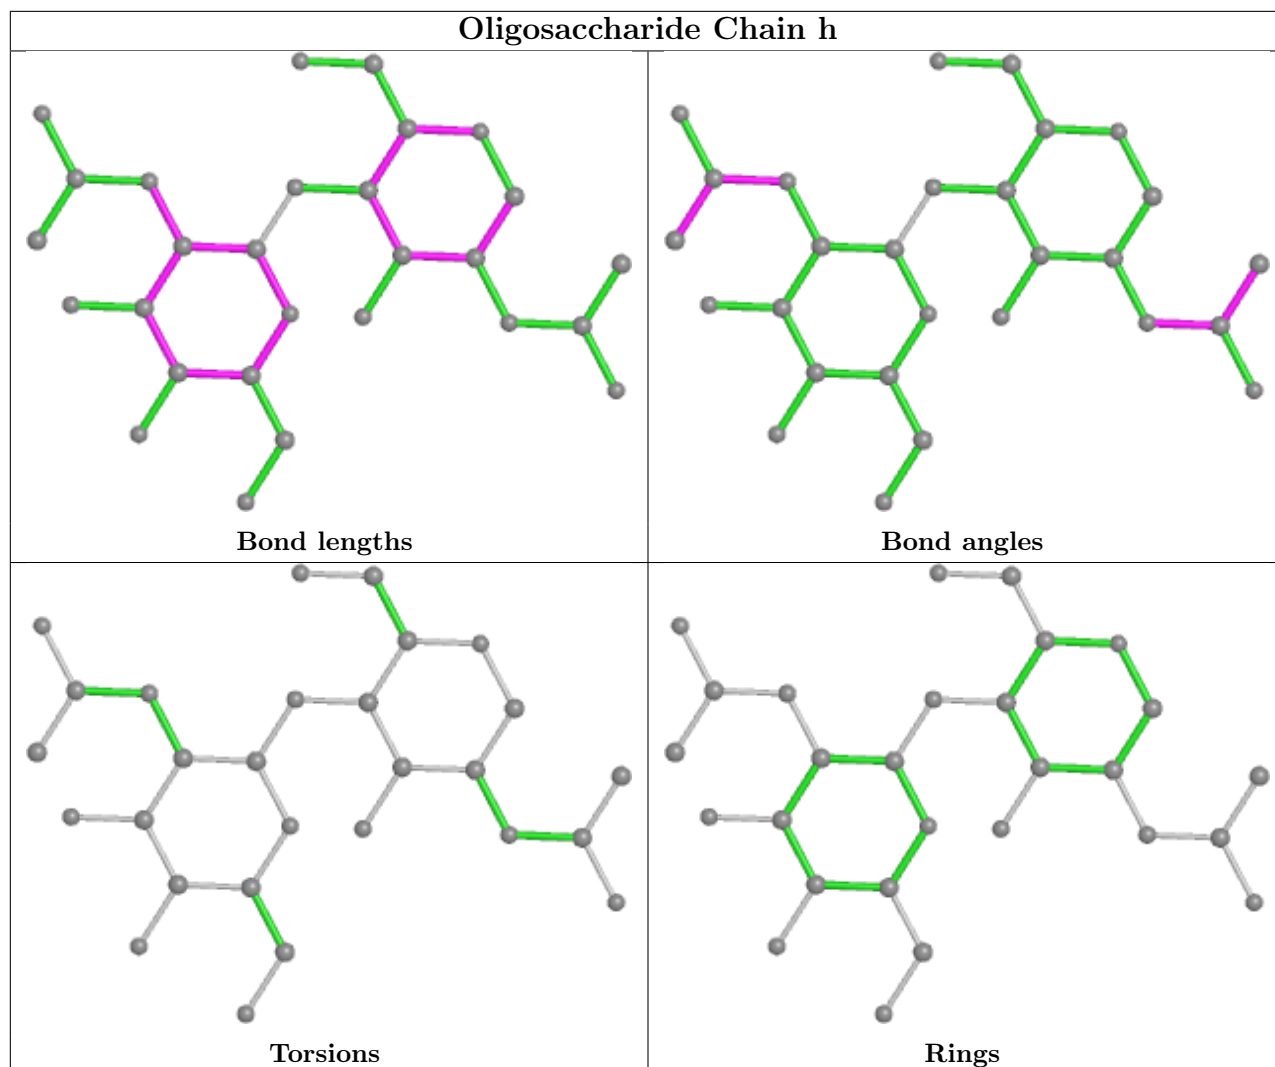 Oligosaccharide Chain h
Bond lengths
Bond angles
Torsions
Rings